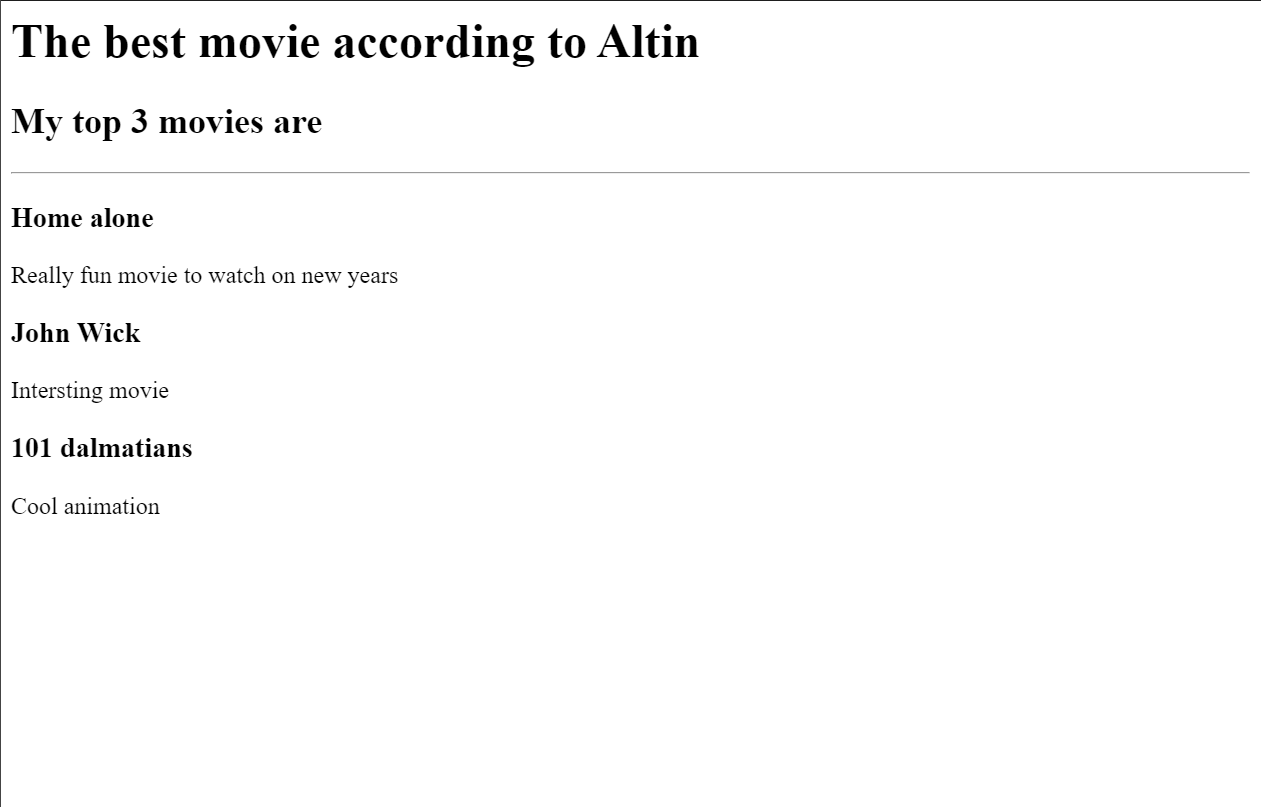 The best movie according to Altin
My top 3 movies are
Home alone
Really fun movie to watch on new years
John Wick
Intersting movie
101 dalmatians
Cool animation